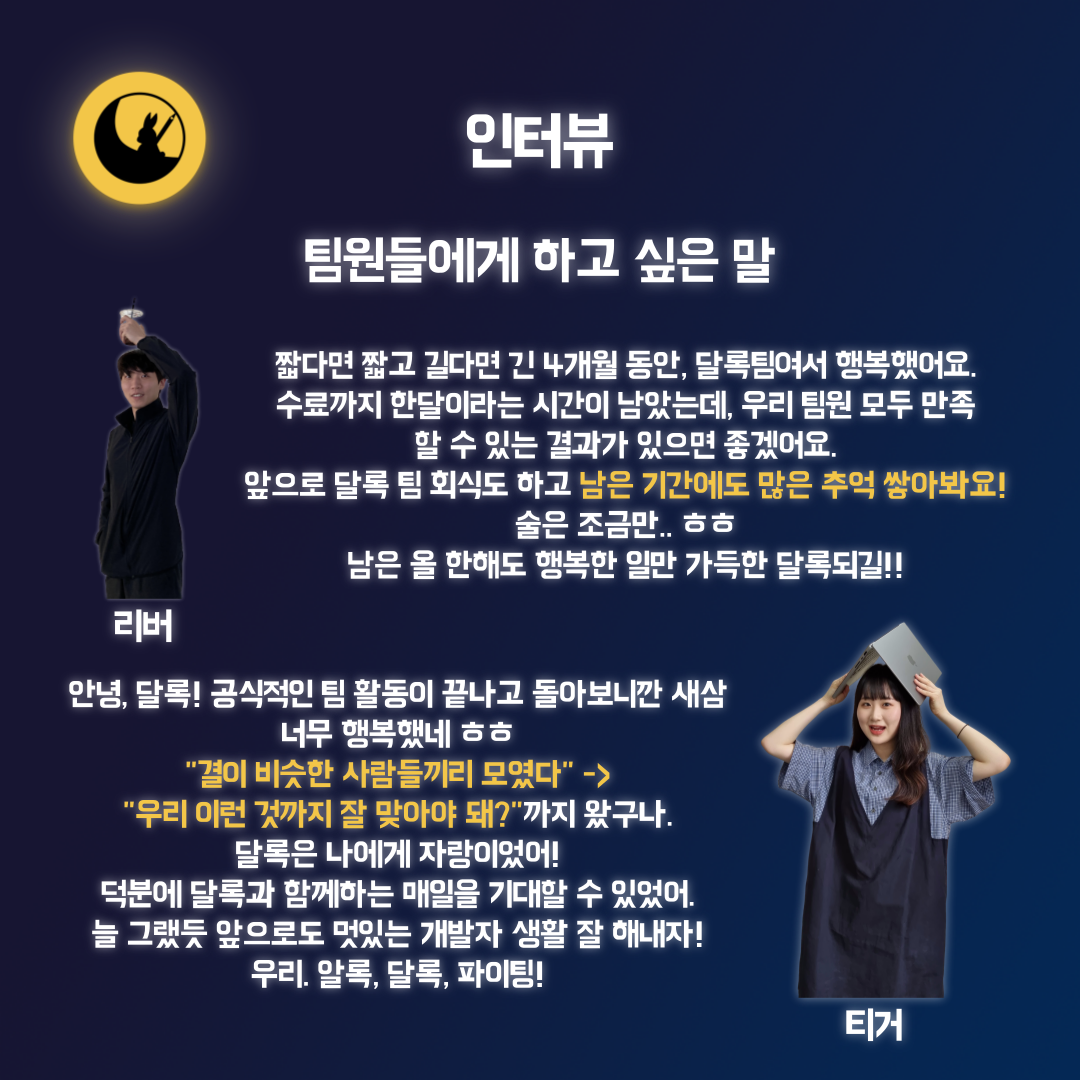 인터뷰
팀원들에게 하고 싶은 말
짧다면 짧고 길다면 긴 4개월 동안, 달록팀여서 행복했어요.
수료까지 한달이라는 시간이 남았는데, 우리 팀원 모두 만족
할 수 있는 결과가 있으면 좋겠어요.
앞으로 달록 팀 회식도 하고 남은 기간에도 많은 추억 쌓아봐요!
술은 조금만.. ㅎㅎ
남은 올 한해도 행복한 일만 가득한 달록되길!!
리버
안녕, 달록! 공식적인 팀 활동이 끝나고 돌아보니깐 새삼
너무 행복했네 ㅎㅎ
"결이 비슷한 사람들끼리 모였다" ->
"우리 이런 것까지 잘 맞아야 돼?"까지 왔구나.
달록은 나에게 자랑이었어!
덕분에 달록과 함께하는 매일을 기대할 수 있었어.
늘 그랬듯 앞으로도 멋있는 개발자 생활 잘 해내자!
우리. 알록, 달록, 파이팅!
티거